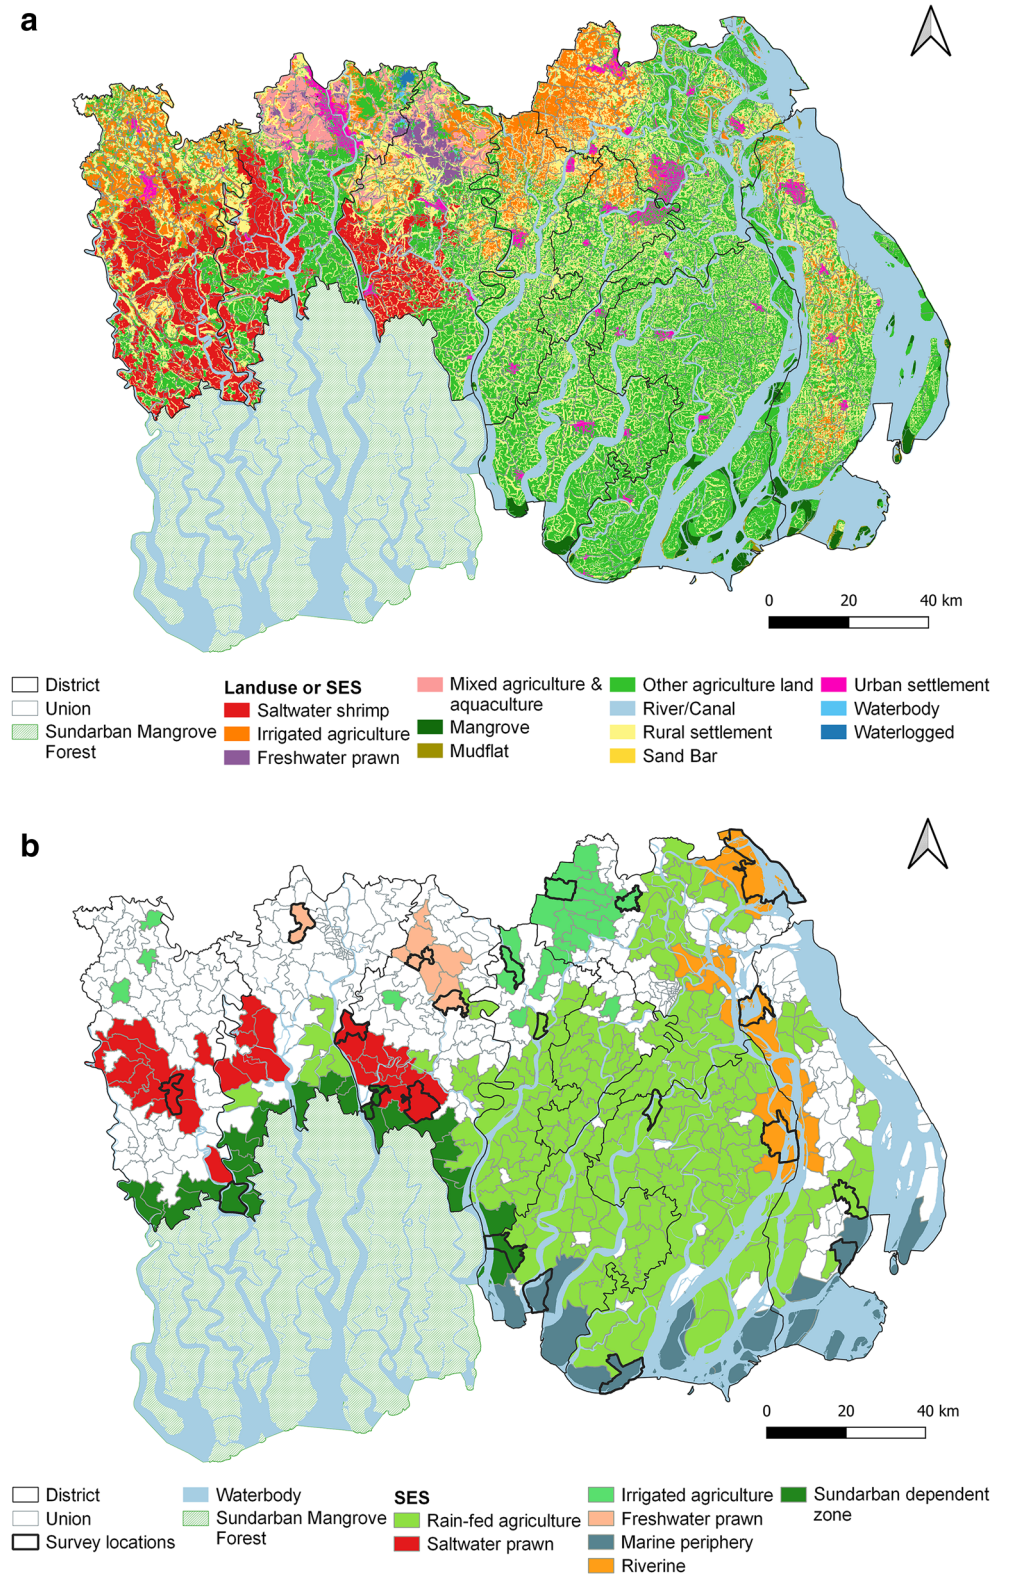 a
0 20 40 km
District
Union
Sundarban Mangrove
Forest
Landuse or SES
Saltwater shrimp
Irrigated agriculture
Freshwater prawn
Mixed agriculture &
aquaculture
Mangrove
Mudflat
Other agriculture land
River/Canal
Rural settlement
Sand Bar
Urban settlement
Waterbody
Waterlogged
b
0 20 40 km
District
Union
Survey locations
Waterbody
Sundarban Mangrove
Forest
SES
Rain-fed agriculture
Saltwater prawn
Irrigated agriculture
Freshwater prawn
Marine periphery
Riverine
Sundarban dependent
zone